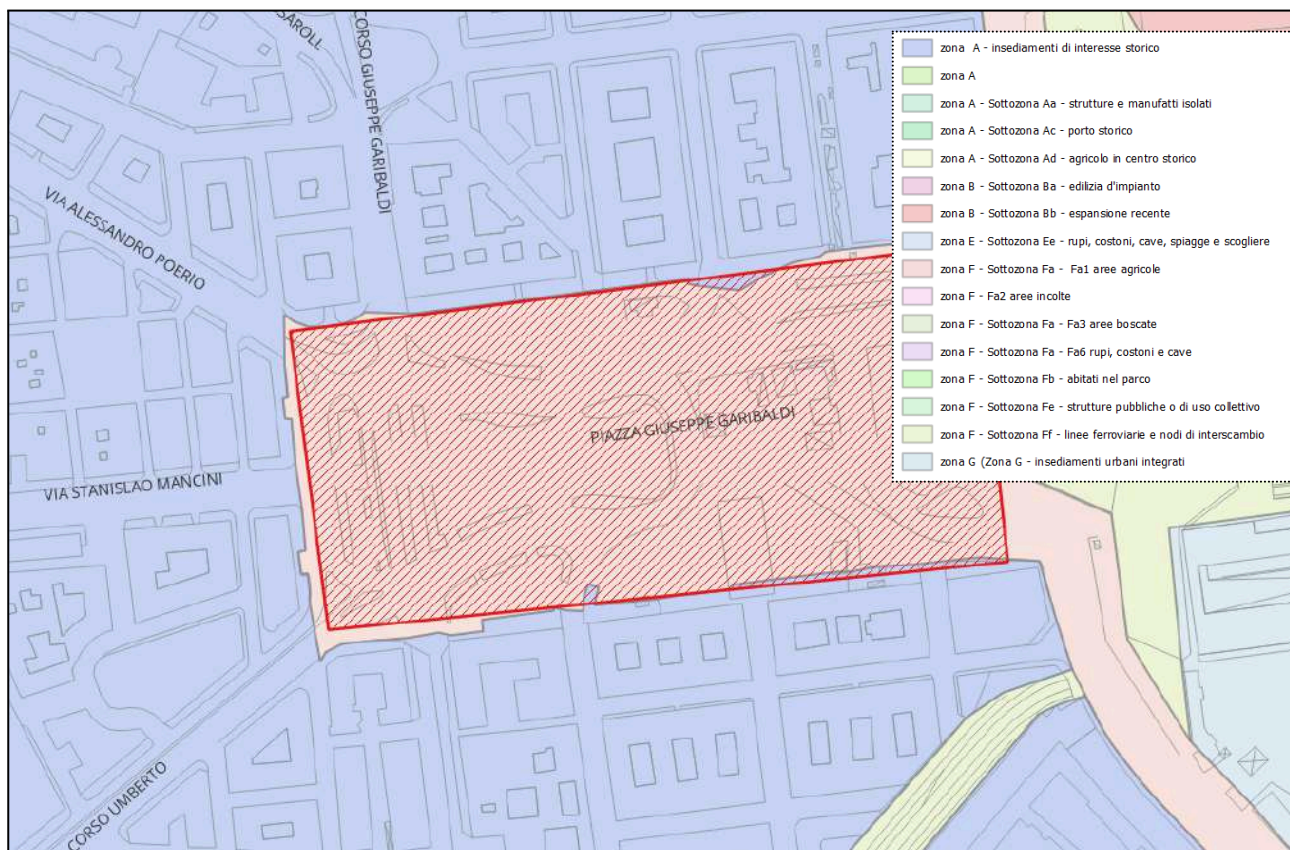 SAROLL
CORSO GIUSEPPE GARIBALDI
VIA ALESSANDRO POERIO
PIAZZA GIUSEPPE GARIBALDI
VIA STANISLAO MANCINI
CORSO UMBERTO
zona A - insediamenti di interesse storico
zona A
zona A - Sottozona Aa - strutture e manufatti isolati
zona A - Sottozona Ac - porto storico
zona A - Sottozona Ad - agricolo in centro storico
zona B - Sottozona Ba - edilizia d'impianto
zona B - Sottozona Bb - espansione recente
zona E - Sottozona Ee - rupi, costoni, cave, spiagge e scogliere
zona F - Sottozona Fa - Fa1 aree agricole
zona F - Fa2 aree incolte
zona F - Sottozona Fa - Fa3 aree boscate
zona F - Sottozona Fa - Fa6 rupi, costoni e cave
zona F - Sottozona Fb - abitati nel parco
zona F - Sottozona Fe - strutture pubbliche o di uso collettivo
zona F - Sottozona Ff - linee ferroviarie e nodi di interscambio
zona G (Zona G - insediamenti urbani integrati